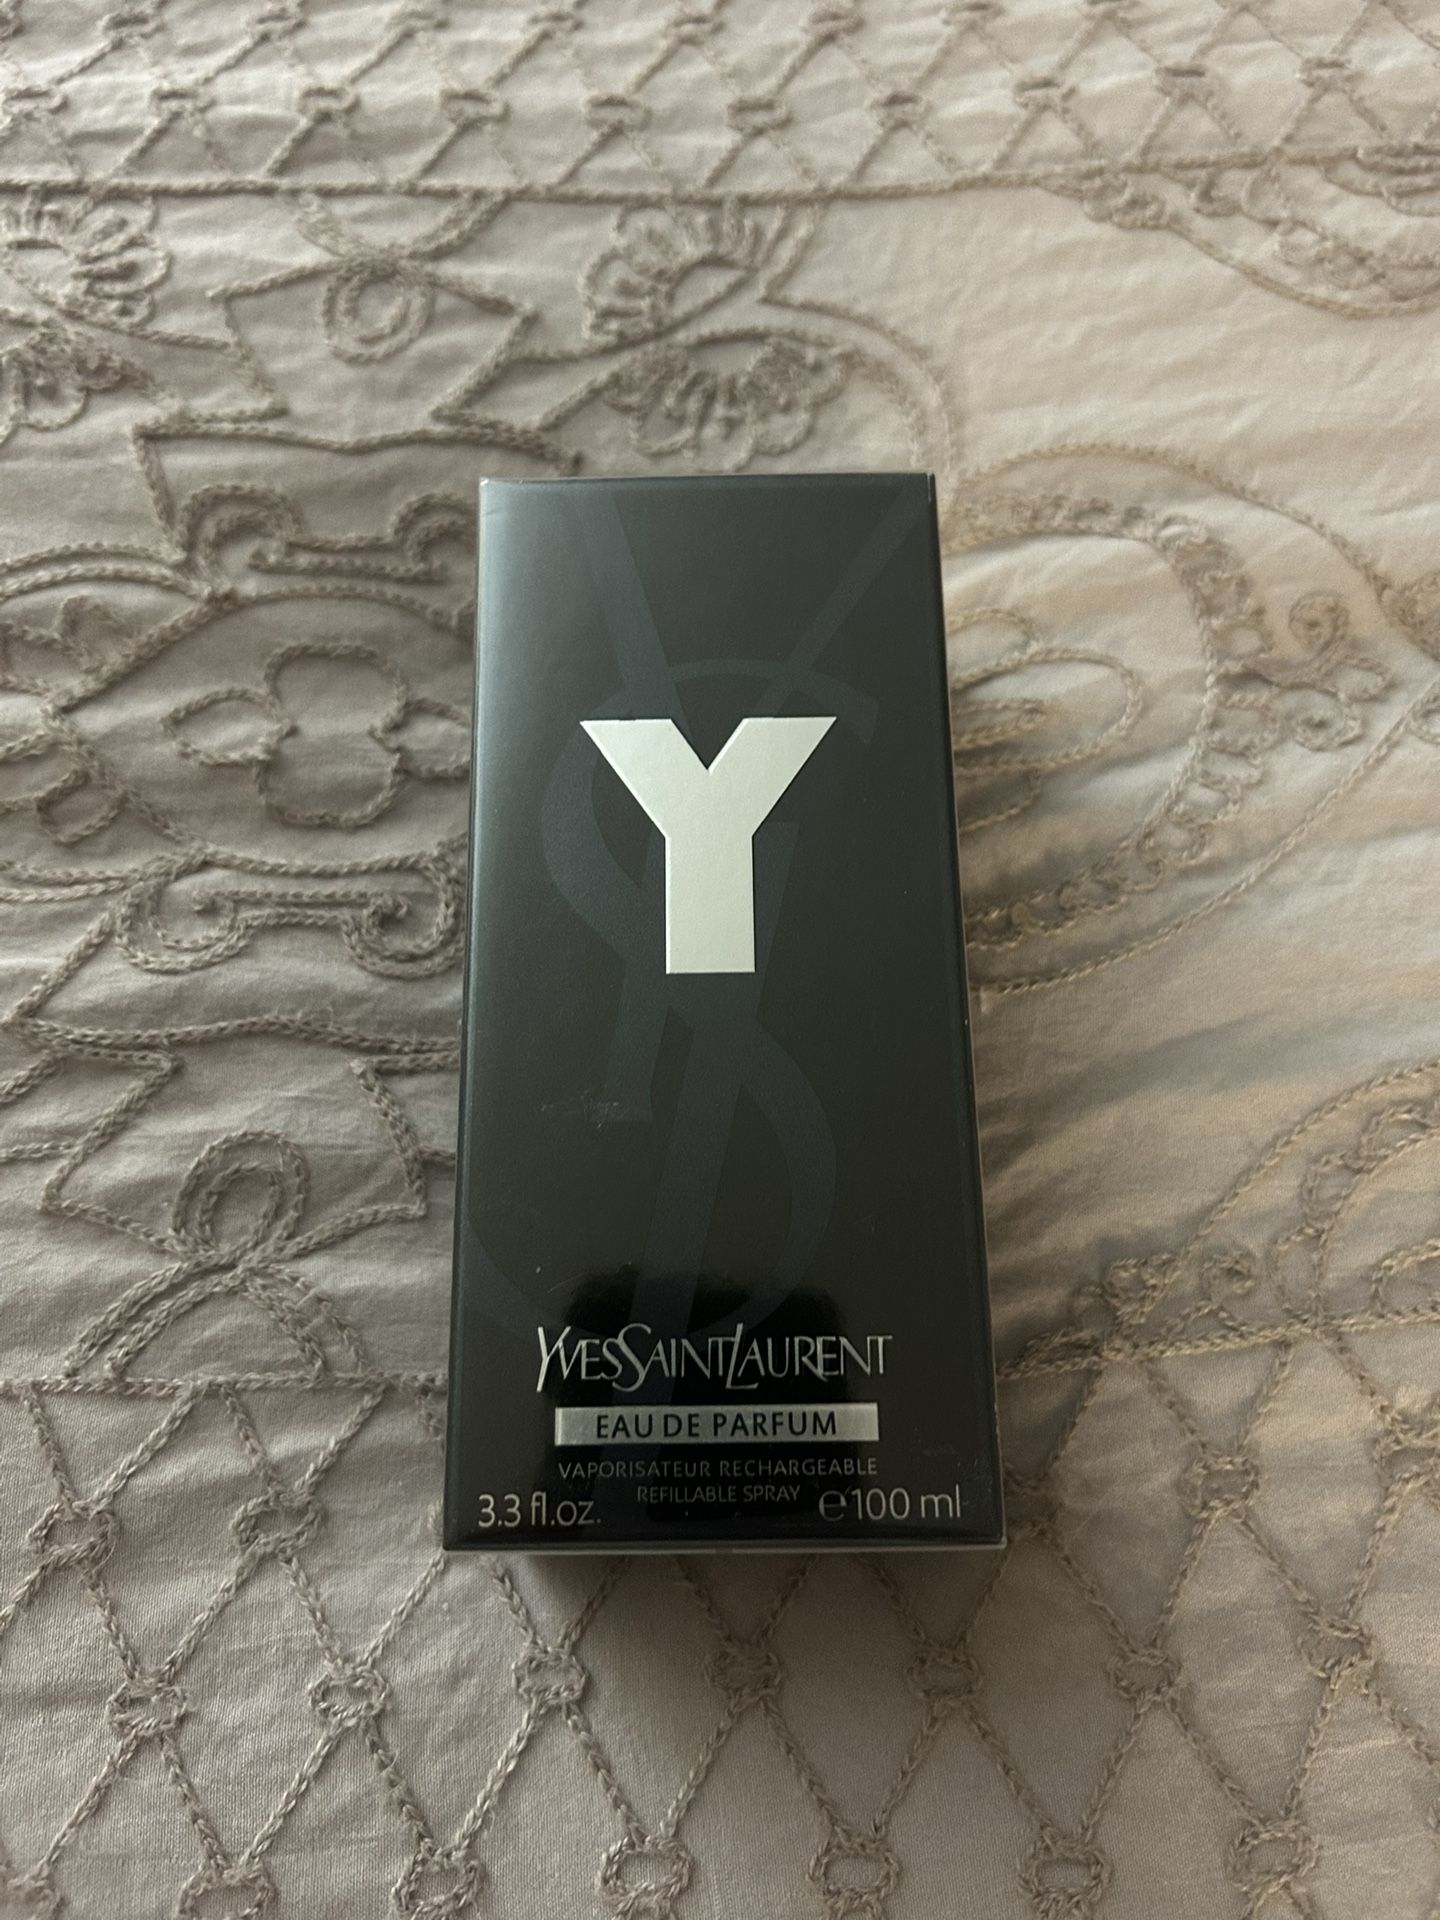 Y
YVESSAINTLAURENT
EAU DE PARFUM
VAPORISATEUR RECHARGEABLE
REFILLABLE SPRAY
3.3 fl.oz. ℮100 ml